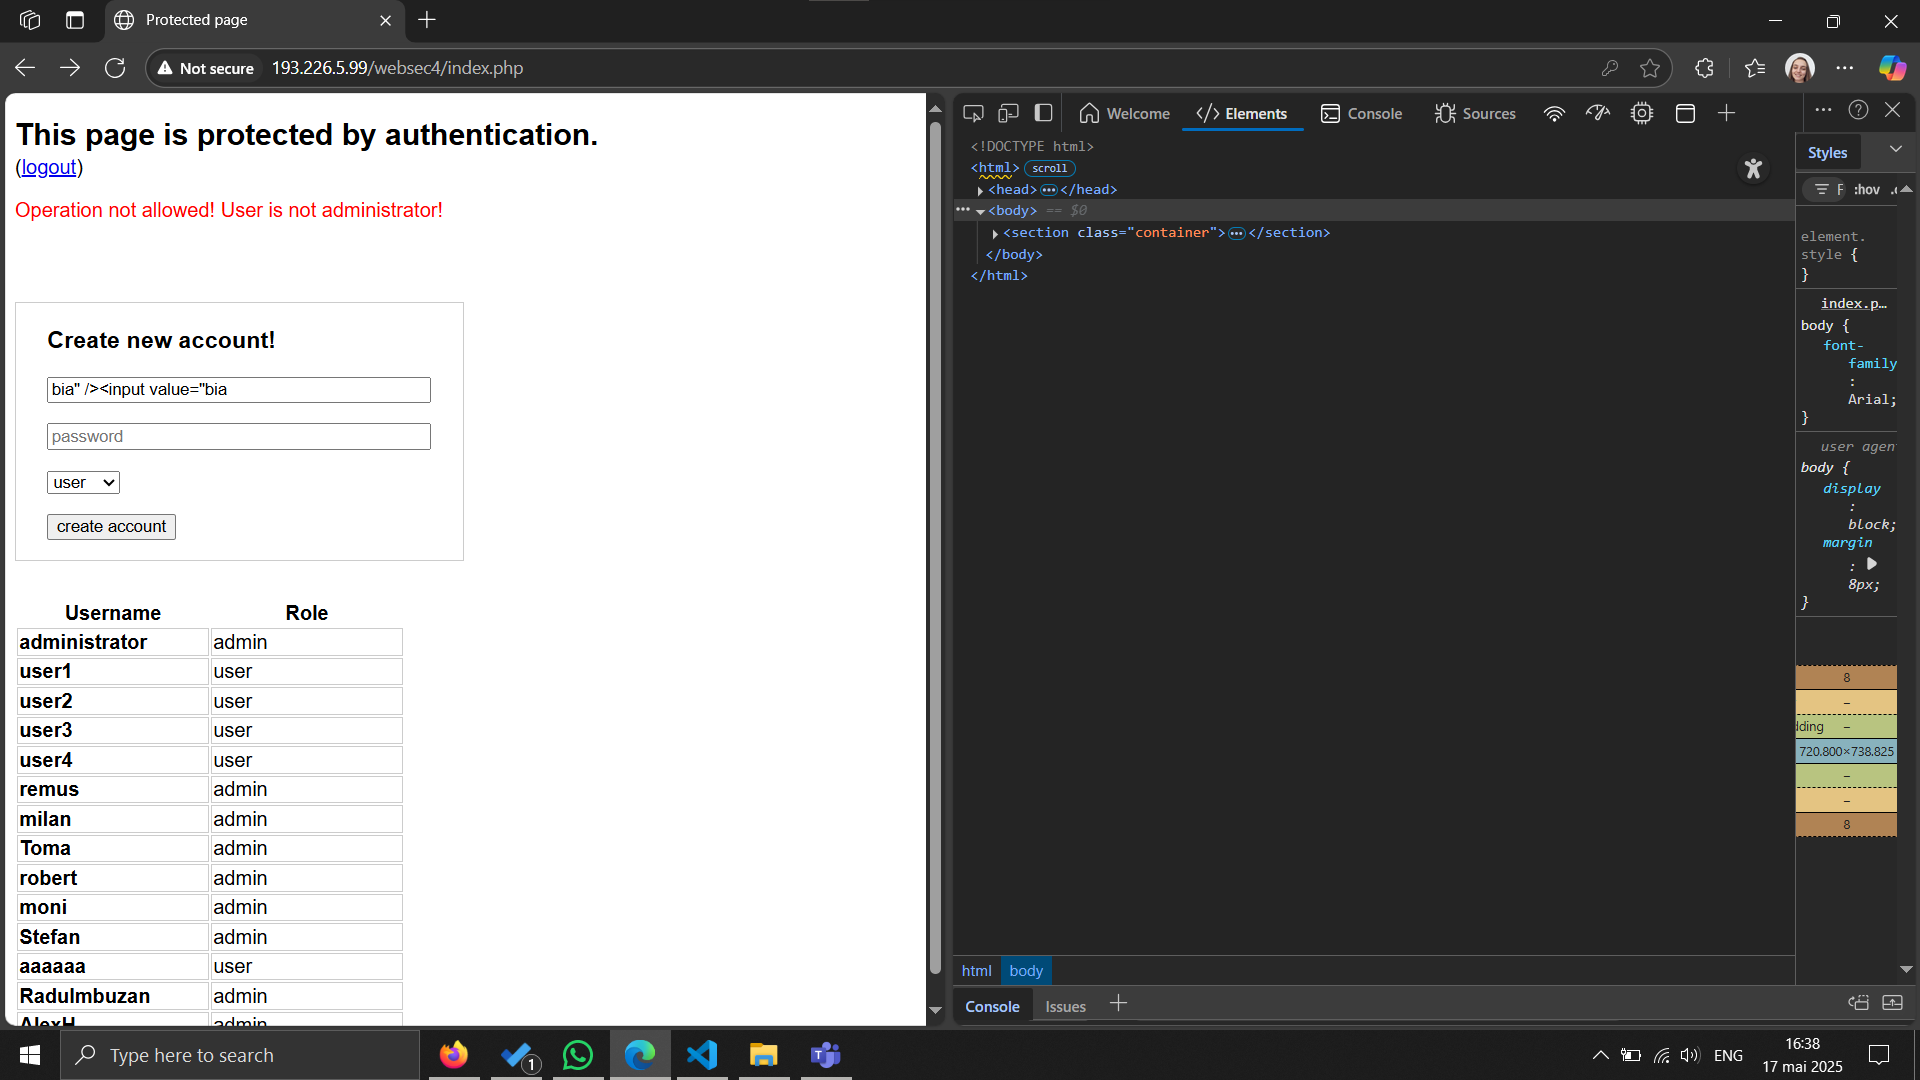 Protected page
Not secure
193.226.5.99/websec4/index.php
This page is protected by authentication.
(logout)
Operation not allowed! User is not administrator!
Create new account!
bia" /><input value="bia
password
user
create account
Username Role
administrator admin
user1 user
user2 user
user3 user
user4 user
remus admin
milan admin
Toma admin
robert admin
moni admin
Stefan admin
aaaaaa user
RaduImbuzan admin
AlexH admin
Welcome
</> Elements
Console
Sources
<!DOCTYPE html>
<html> scroll
<head> </head>
<body> == $0
<section class="container"> </section>
</body>
</html>
html body
Console Issues
Styles
F :hov .c
element.
style {
}
index.p…
body {
font-
family
:
Arial;
}
user agen
body {
display
:
block;
margin
:
8px;
}
8
–
dding –
720.800×738.825
–
–
8
Type here to search
1
ENG
16:38
17 mai 2025